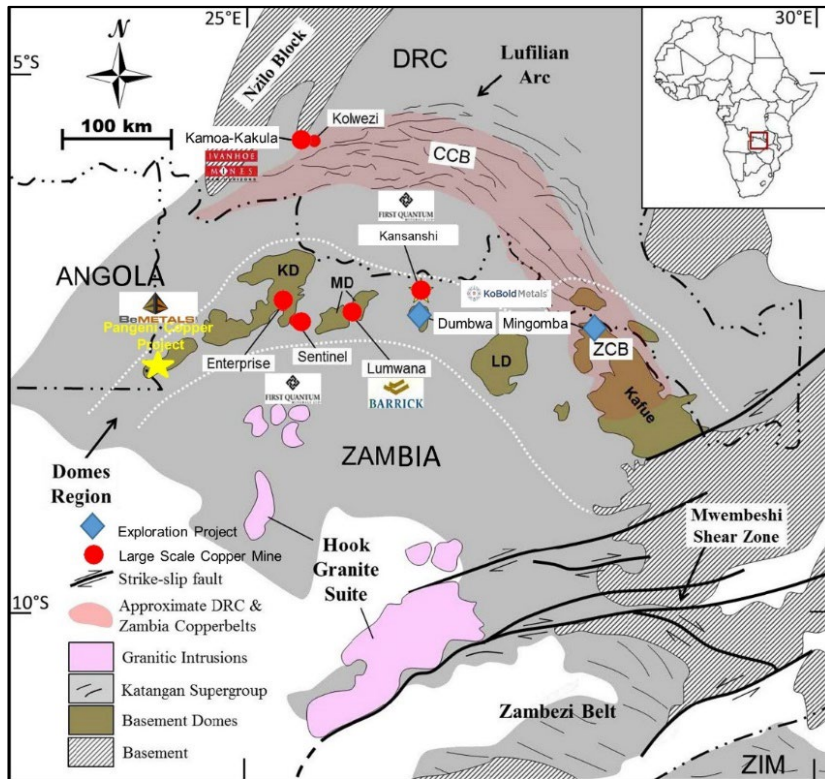 25°E
30°E
5°S
N
100 km
Nzilo Block
DRC
Lufilian
Arc
Kolwezi
Kamoa-Kakula
IVANHOE
MINES
CCB
FIRST QUANTUM
Kansanshi
ANGOLA
KD
MD
KoBold Metals
BeMETALS
Pangeni Copper
Project
Dumbwa
Mingomba
Enterprise
Sentinel
Lumwana
LD
ZCB
Kafue
FIRST QUANTUM
BARRICK
ZAMBIA
Domes
Region
Hook
Granite
Suite
Mwembeshi
Shear Zone
Exploration Project
Large Scale Copper Mine
Strike-slip fault
10°S
Approximate DRC &
Zambia Copperbelts
Granitic Intrusions
Katangan Supergroup
Basement Domes
Basement
Zambezi Belt
ZIM